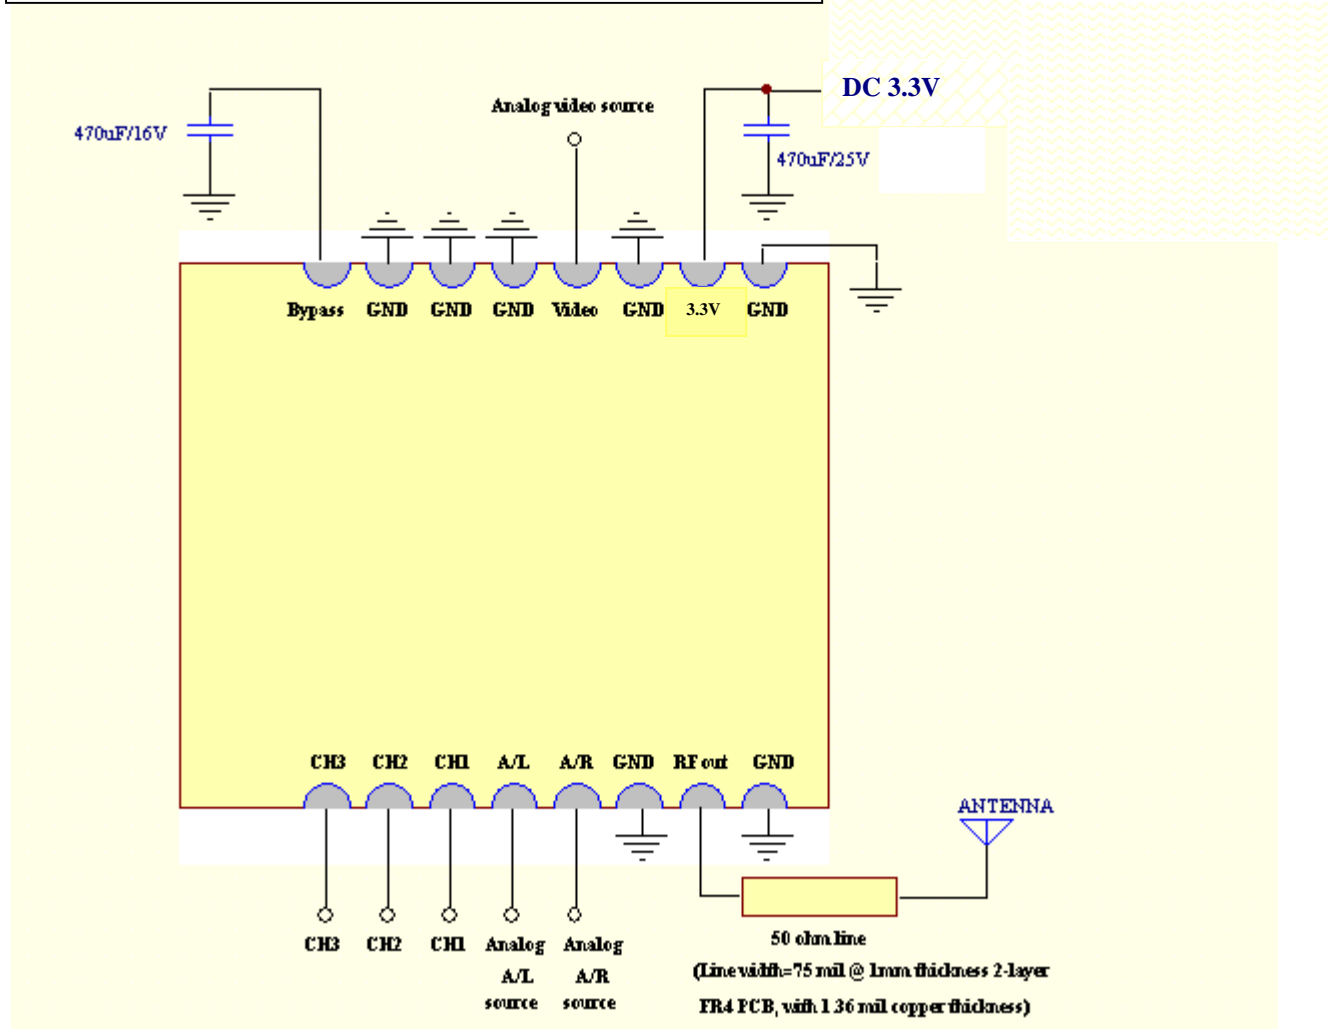 DC 3.3V
Analog video source
470uF/16V
470uF/25V
Bypass GND GND GND Video GND 3.3V GND
CH3 CH2 CH1 A/L A/R GND RF out GND
ANTENNA
CH3 CH2 CH1 Analog A/L source Analog A/R source
50 ohm line
(Line width=75 mil @ 1mm thickness 2-layer
FR4 PCB, with 1.36 mil copper thickness)